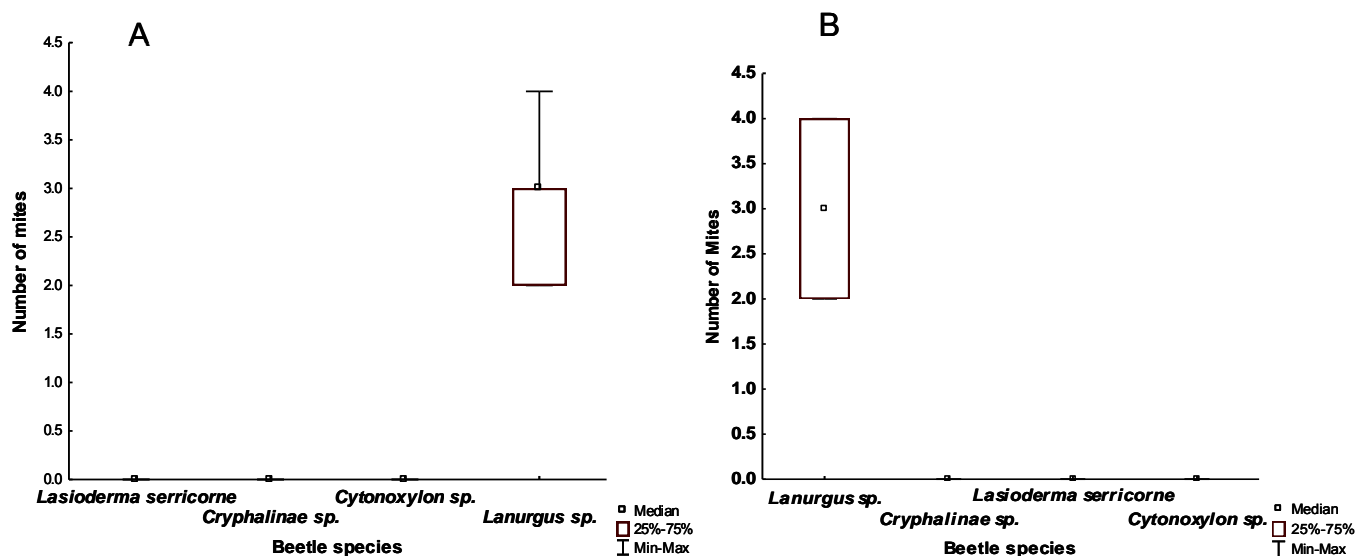 A
Number of mites
4.5
4.0
3.5
3.0
2.5
2.0
1.5
1.0
0.5
0.0
Lasioderma serricorne
Cryphalinae sp.
Cytonoxylon sp.
Lanurgus sp.
Beetle species
Median
25%-75%
Min-Max
B
Number of Mites
4.5
4.0
3.5
3.0
2.5
2.0
1.5
1.0
0.5
0.0
Lanurgus sp.
Cryphalinae sp.
Lasioderma serricorne
Cytonoxylon sp.
Beetle species
Median
25%-75%
Min-Max